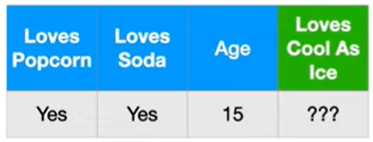 Loves Popcorn
Loves Soda
Age
Loves Cool As Ice
Yes
Yes
15
???